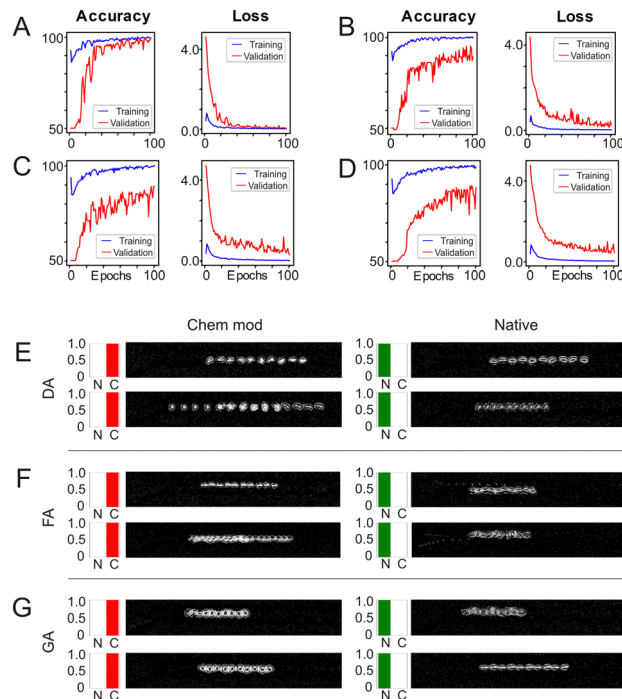 A Accuracy Loss B Accuracy Loss
100 4.0 Training Validation 100 4.0 Training Validation
Training Validation Training Validation
50 0.0 50 0.0
0 100 0 100 0 100 0 100
C D
100 4.0 Training Validation 100 4.0 Training Validation
Training Validation Training Validation
50 0.0 50 0.0
0 100 0 100 0 100 0 100
Epochs Epochs Epochs Epochs
Chem mod Native
E 1.0 0.5 0 N C 1.0 0.5 0 N C
DA
1.0 0.5 0 N C 1.0 0.5 0 N C
F 1.0 0.5 0 N C 1.0 0.5 0 N C
FA
1.0 0.5 0 N C 1.0 0.5 0 N C
G 1.0 0.5 0 N C 1.0 0.5 0 N C
GA
1.0 0.5 0 N C 1.0 0.5 0 N C